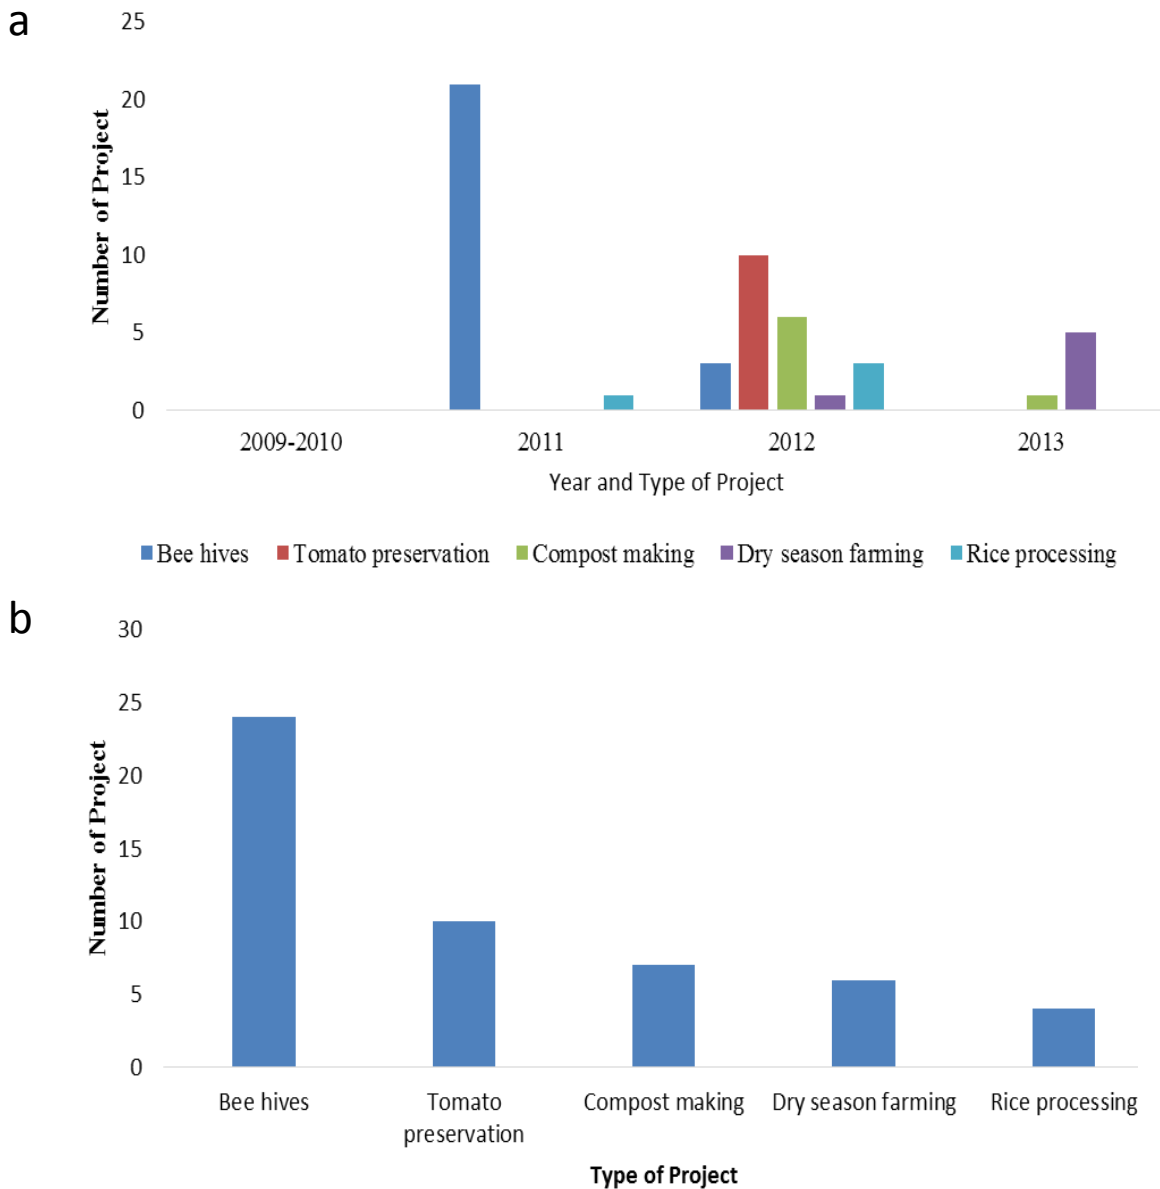 a
25
20
15
10
5
0
Number of Project
2009-2010 2011 2012 2013
Year and Type of Project
Bee hives Tomato preservation Compost making Dry season farming Rice processing
b
30
25
20
15
10
5
0
Number of Project
Bee hives Tomato Compost making Dry season farming Rice processing
preservation
Type of Project